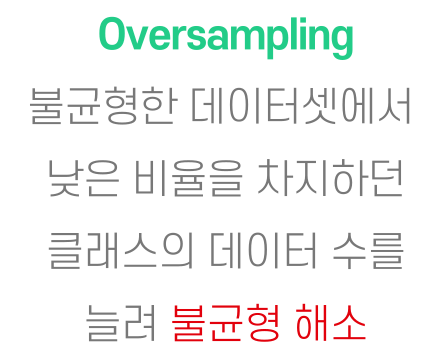 Oversampling
불균형한 데이터셋에서
낮은 비율을 차지하던
클래스의 데이터 수를
늘려 불균형 해소